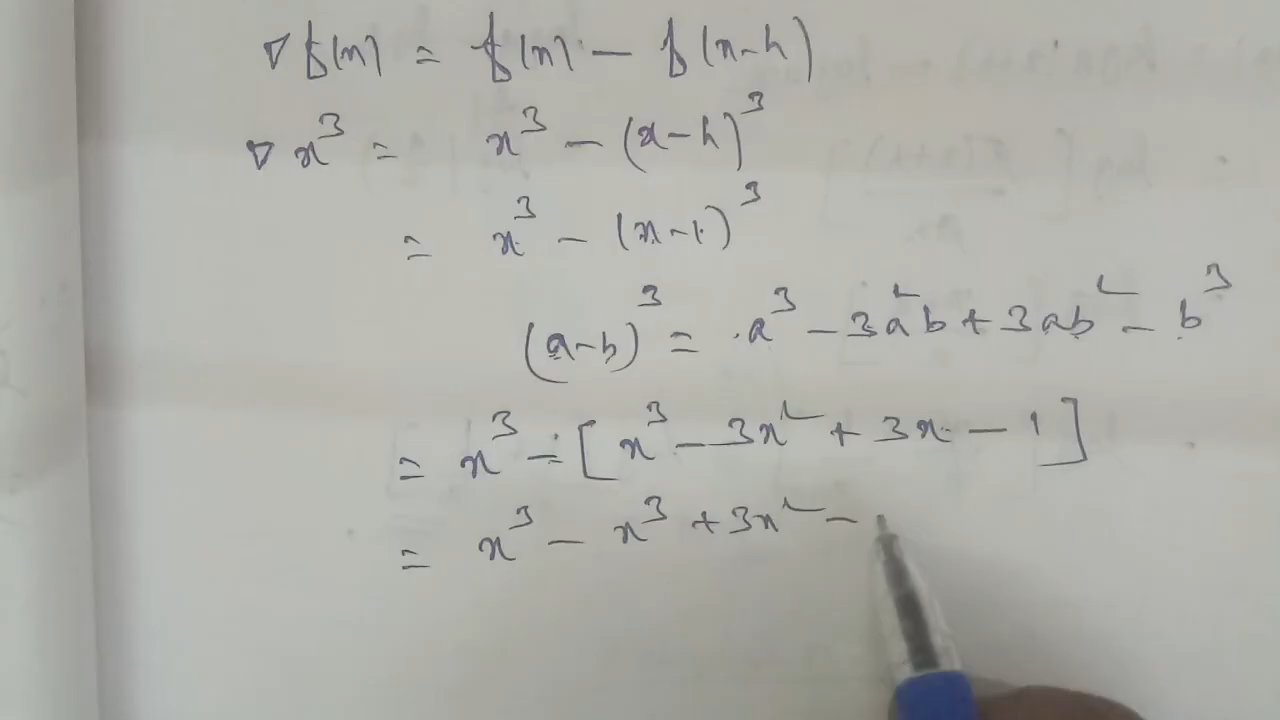 ∇ f(x) = f(x) − f(x−h)
∇ x³ = x³ − (x−h)³
= x³ − (x−1)³
(a−b)³ = a³ − 3a²b + 3ab² − b³
= x³ − [x³ − 3x² + 3x − 1]
= x³ − x³ + 3x² −